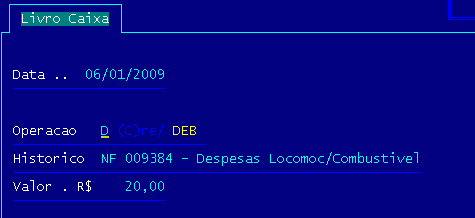 Livro Caixa
Data .. 06/01/2009
Operacao D (C)re/ DEB
Historico NF 009384 - Despesas Locomoc/Combustivel
Valor . R$ 20,00